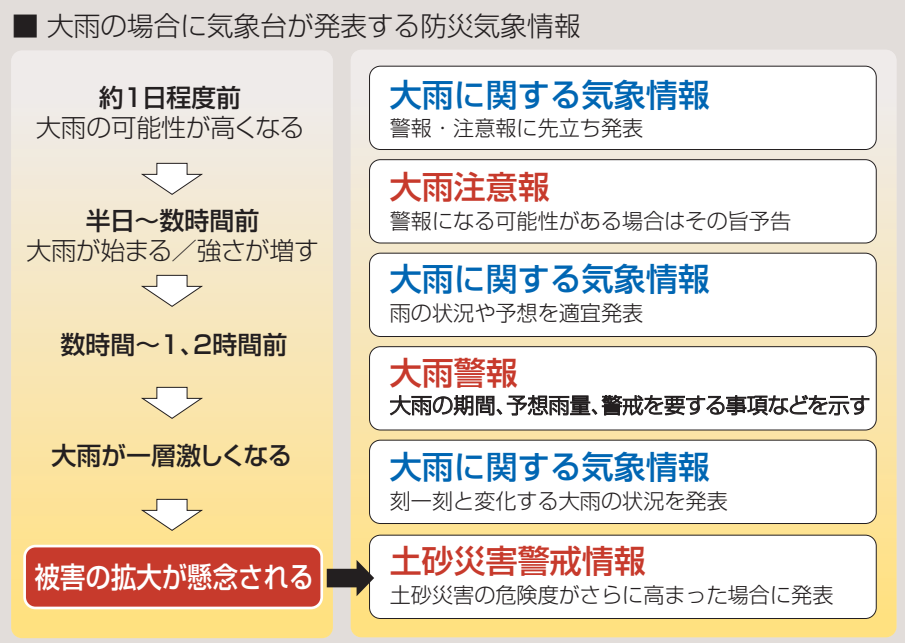 ■ 大雨の場合に気象台が発表する防災気象情報
約1日程度前
大雨の可能性が高くなる
半日～数時間前
大雨が始まる／強さが増す
数時間～1、2時間前
大雨が一層激しくなる
被害の拡大が懸念される
大雨に関する気象情報
警報・注意報に先立ち発表
大雨注意報
警報になる可能性がある場合はその旨予告
大雨に関する気象情報
雨の状況や予想を適宜発表
大雨警報
大雨の期間、予想雨量、警戒を要する事項などを示す
大雨に関する気象情報
刻一刻と変化する大雨の状況を発表
土砂災害警戒情報
土砂災害の危険度がさらに高まった場合に発表